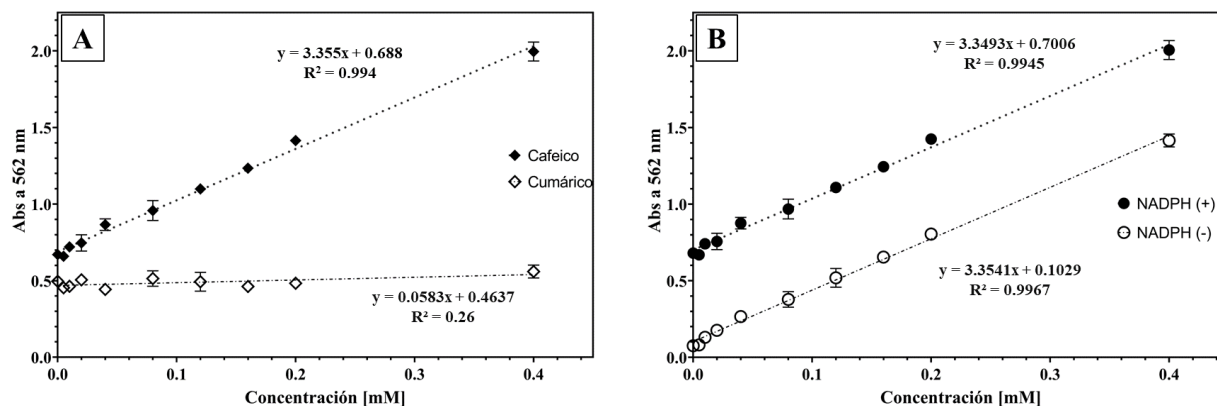 A
y = 3.355x + 0.688
R² = 0.994
2.0
1.5
1.0
0.5
0.0
Abs a 562 nm
Cafeico
Cumárico
y = 0.0583x + 0.4637
R² = 0.26
0.0 0.1 0.2 0.3 0.4
Concentración [mM]
B
y = 3.3493x + 0.7006
R² = 0.9945
2.0
1.5
1.0
0.5
0.0
Abs a 562 nm
NADPH (+)
NADPH (-)
y = 3.3541x + 0.1029
R² = 0.9967
0.0 0.1 0.2 0.3 0.4
Concentración [mM]